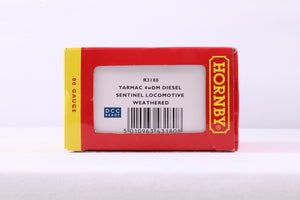 R3180
TARMAC 4wDM DIESEL
SENTINEL LOCOMOTIVE
WEATHERED
DCC
READY
5 010963 431808
00 GAUGE
HORNBY